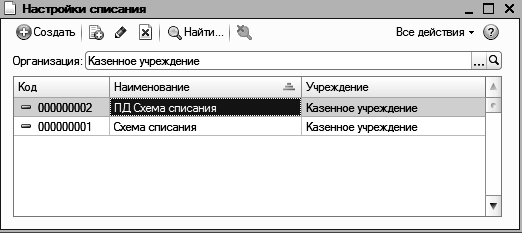 Настройки списания
Создать Найти... Все действия
Организация: Казенное учреждение ...
Код Наименование Учреждение
000000002 ПД Схема списания Казенное учреждение
000000001 Схема списания Казенное учреждение